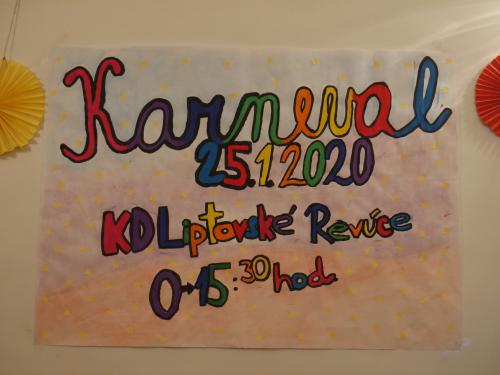 Karneval
25.1.2020
KD Liptovské Revúce
O→15:30 hod.